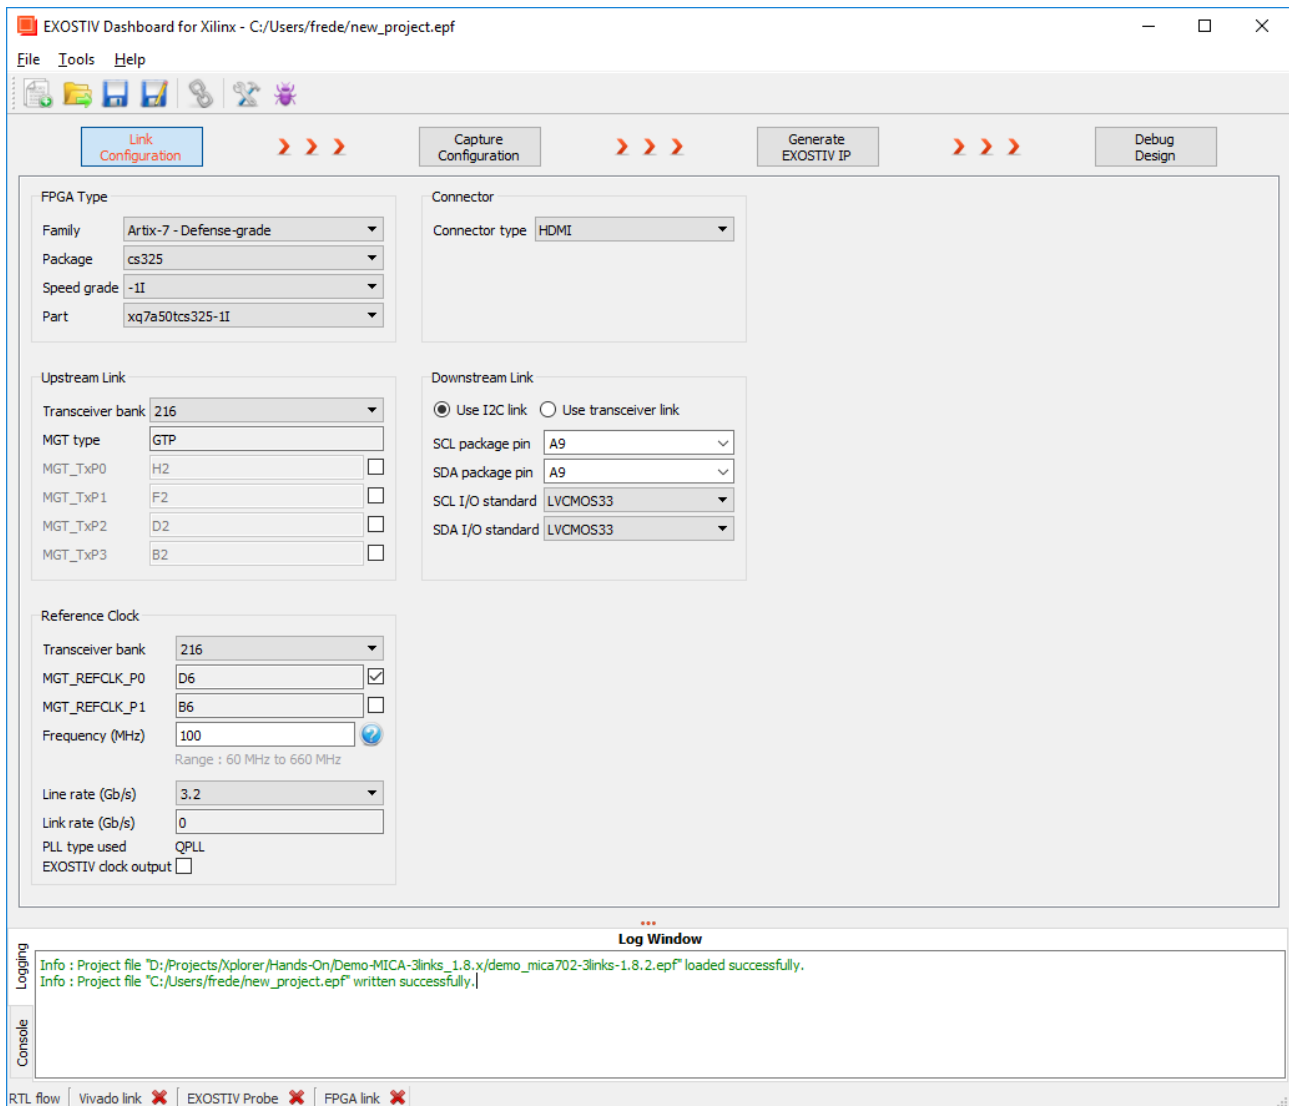 EXOSTIV Dashboard for Xilinx - C:/Users/frede/new_project.epf
File Tools Help
Link Configuration
Capture Configuration
Generate EXOSTIV IP
Debug Design
FPGA Type
Family Artix-7 - Defense-grade
Package cs325
Speed grade -1I
Part xq7a50tcs325-1I
Connector
Connector type HDMI
Upstream Link
Transceiver bank 216
MGT type GTP
MGT_TxP0 H2
MGT_TxP1 F2
MGT_TxP2 D2
MGT_TxP3 B2
Downstream Link
Use I2C link Use transceiver link
SCL package pin A9
SDA package pin A9
SCL I/O standard LVCMOS33
SDA I/O standard LVCMOS33
Reference Clock
Transceiver bank 216
MGT_REFCLK_P0 D6
MGT_REFCLK_P1 B6
Frequency (MHz) 100
Range : 60 MHz to 660 MHz
Line rate (Gb/s) 3.2
Link rate (Gb/s) 0
PLL type used QPLL
EXOSTIV clock output
Log Window
Logging
Console
Info : Project file "D:/Projects/Xplorer/Hands-On/Demo-MICA-3links_1.8.x/demo_mica702-3links-1.8.2.epf" loaded successfully.
Info : Project file "C:/Users/frede/new_project.epf" written successfully.
RTL flow Vivado link EXOSTIV Probe FPGA link